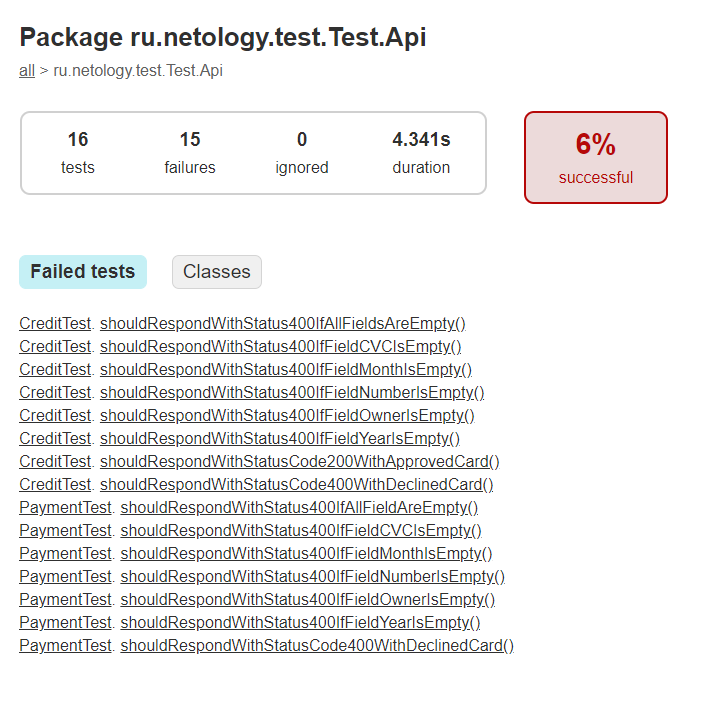 Package ru.netology.test.Test.Api
all > ru.netology.test.Test.Api
16 15 0 4.341s
tests failures ignored duration
6%
successful
Failed tests Classes
CreditTest. shouldRespondWithStatus400IfAllFieldsAreEmpty()
CreditTest. shouldRespondWithStatus400IfFieldCVCIsEmpty()
CreditTest. shouldRespondWithStatus400IfFieldMonthIsEmpty()
CreditTest. shouldRespondWithStatus400IfFieldNumberIsEmpty()
CreditTest. shouldRespondWithStatus400IfFieldOwnerIsEmpty()
CreditTest. shouldRespondWithStatus400IfFieldYearIsEmpty()
CreditTest. shouldRespondWithStatusCode200WithApprovedCard()
CreditTest. shouldRespondWithStatusCode400WithDeclinedCard()
PaymentTest. shouldRespondWithStatus400IfAllFieldAreEmpty()
PaymentTest. shouldRespondWithStatus400IfFieldCVCIsEmpty()
PaymentTest. shouldRespondWithStatus400IfFieldMonthIsEmpty()
PaymentTest. shouldRespondWithStatus400IfFieldNumberIsEmpty()
PaymentTest. shouldRespondWithStatus400IfFieldOwnerIsEmpty()
PaymentTest. shouldRespondWithStatus400IfFieldYearIsEmpty()
PaymentTest. shouldRespondWithStatusCode400WithDeclinedCard()